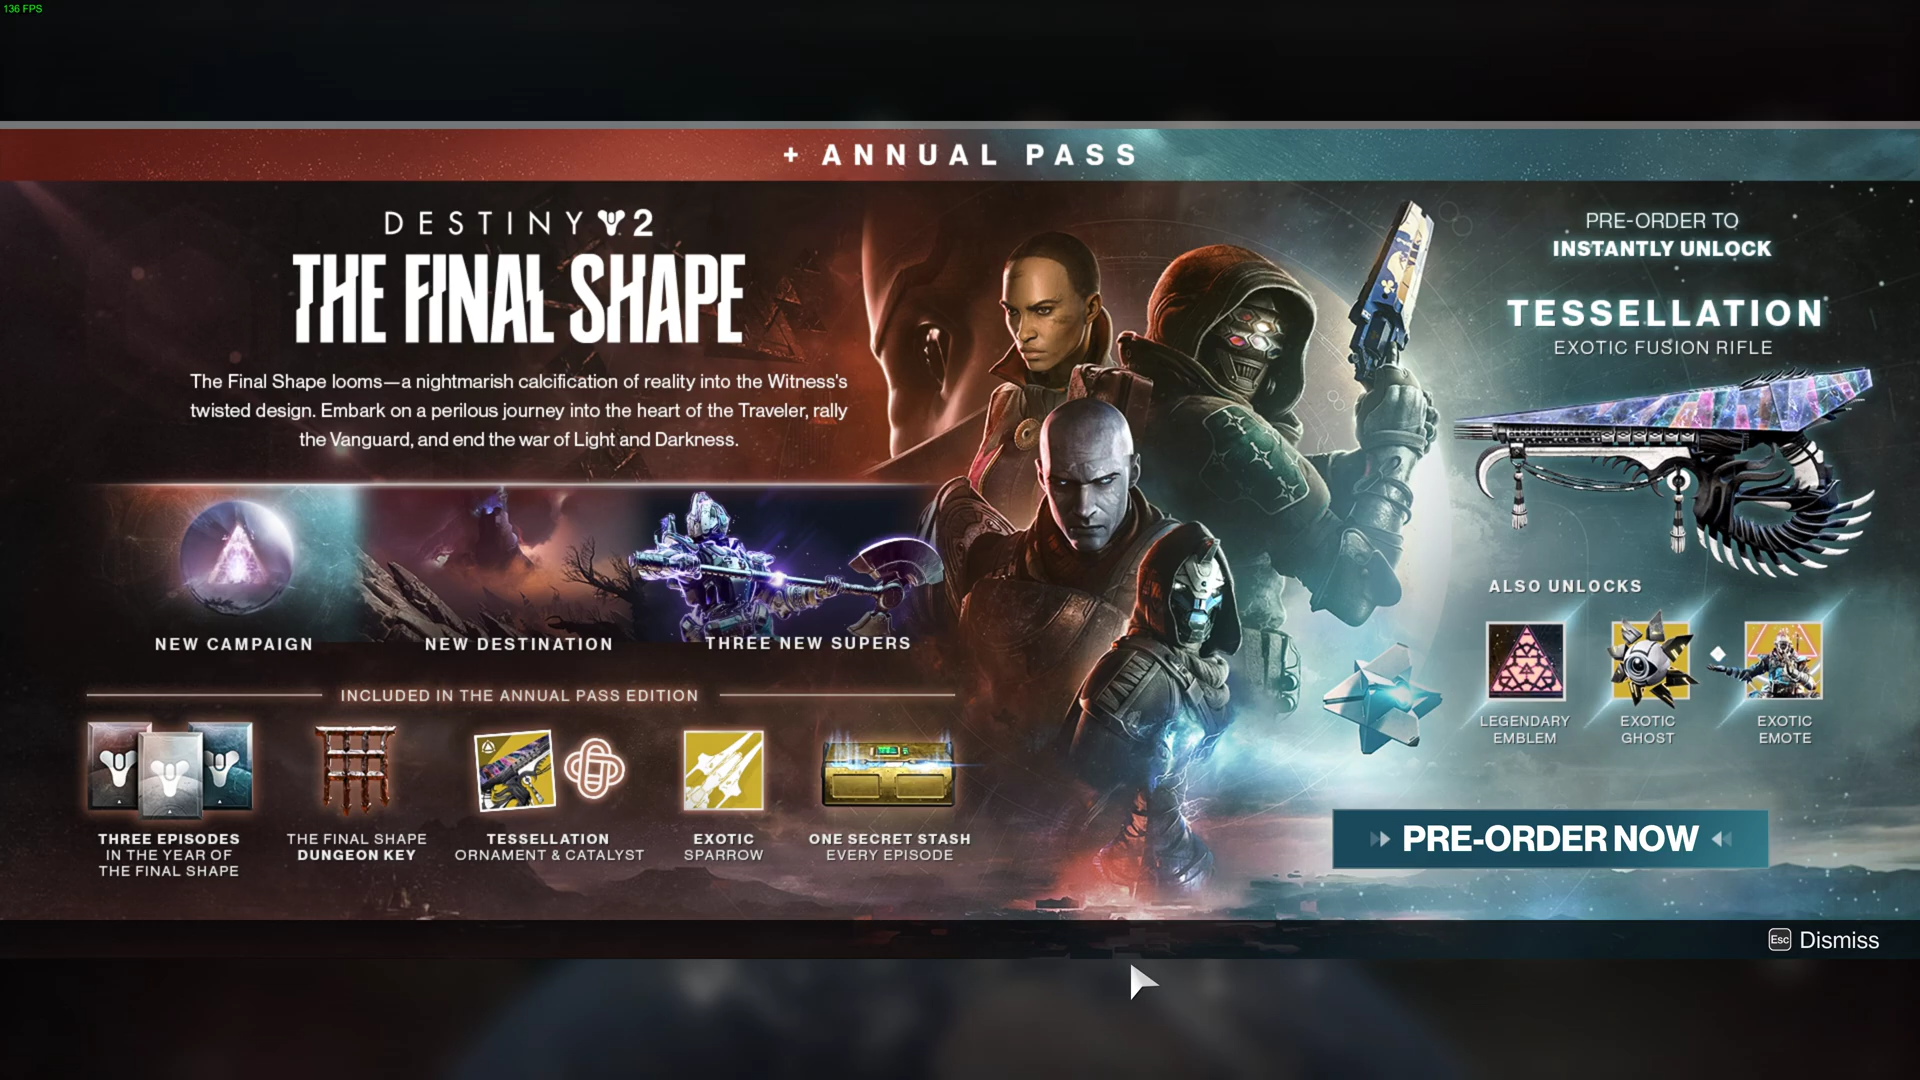 136 FPS
+ ANNUAL PASS
DESTINY 2
THE FINAL SHAPE
The Final Shape looms—a nightmarish calcification of reality into the Witness's
twisted design. Embark on a perilous journey into the heart of the Traveler, rally
the Vanguard, and end the war of Light and Darkness.
NEW CAMPAIGN
NEW DESTINATION
THREE NEW SUPERS
INCLUDED IN THE ANNUAL PASS EDITION
THREE EPISODES
IN THE YEAR OF
THE FINAL SHAPE
THE FINAL SHAPE
DUNGEON KEY
TESSELLATION
ORNAMENT & CATALYST
EXOTIC
SPARROW
ONE SECRET STASH
EVERY EPISODE
PRE-ORDER TO
INSTANTLY UNLOCK
TESSELLATION
EXOTIC FUSION RIFLE
ALSO UNLOCKS
LEGENDARY
EMBLEM
EXOTIC
GHOST
EXOTIC
EMOTE
PRE-ORDER NOW
Esc Dismiss